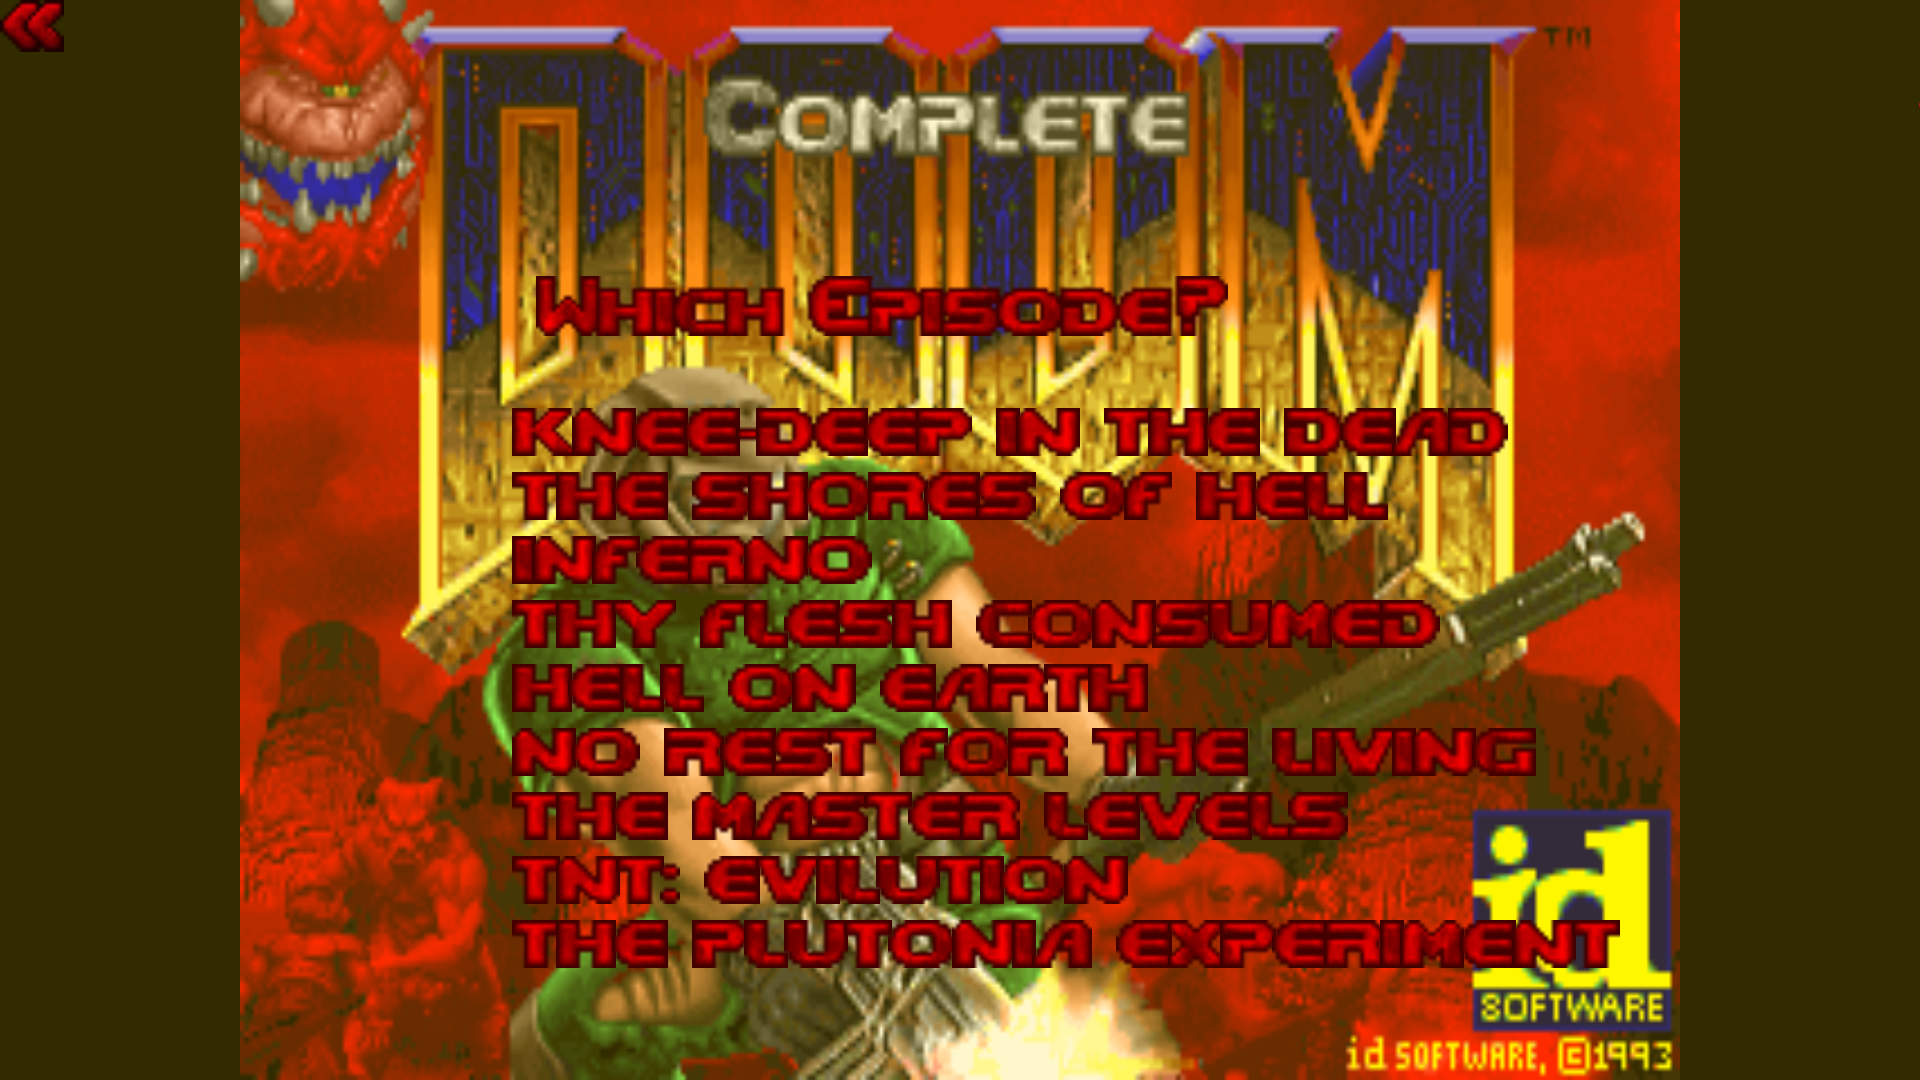 DOOM™
COMPLETE
WHICH EPISODE?
KNEE-DEEP IN THE DEAD
THE SHORES OF HELL
INFERNO
THY FLESH CONSUMED
HELL ON EARTH
NO REST FOR THE LIVING
THE MASTER LEVELS
TNT: EVILUTION
THE PLUTONIA EXPERIMENT
id
SOFTWARE
id SOFTWARE, ©1993